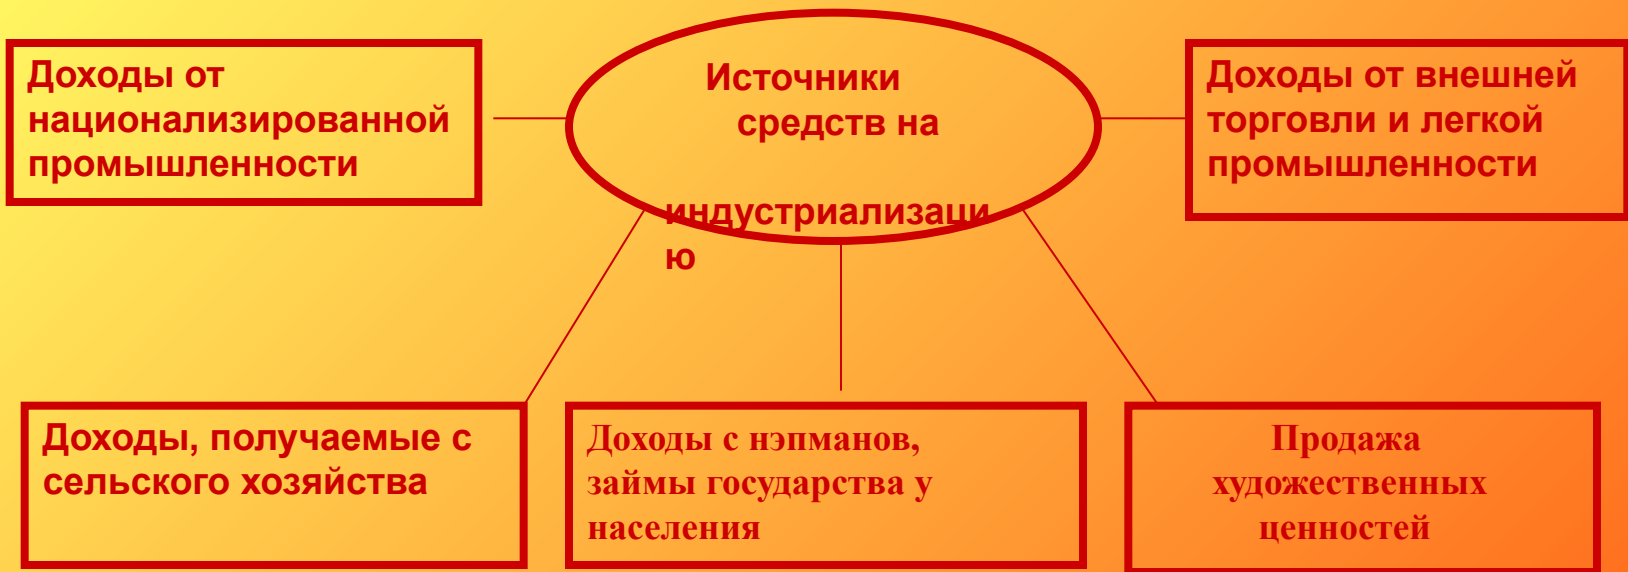 Доходы от
национализированной
промышленности
Источники
средств на
индустриализаци
ю
Доходы от внешней
торговли и легкой
промышленности
Доходы, получаемые с
сельского хозяйства
Доходы с нэпманов,
займы государства у
населения
Продажа
художественных
ценностей